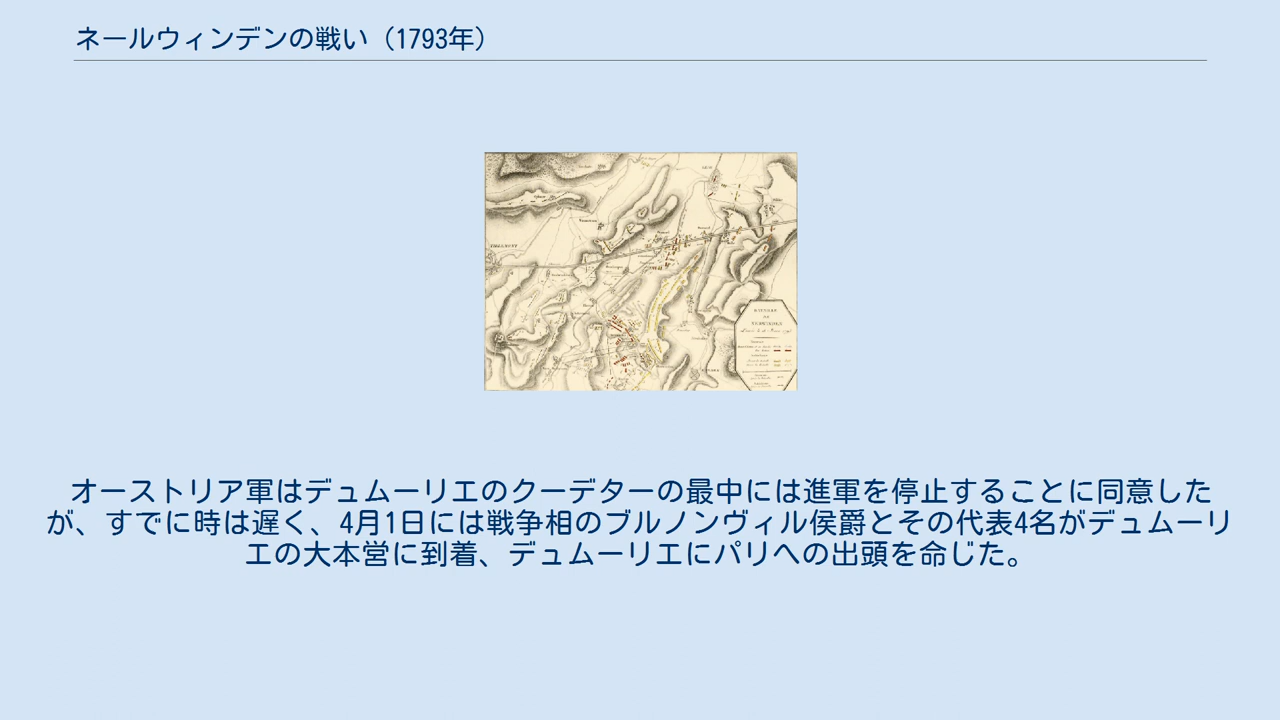 ネールウィンデンの戦い（1793年）
オーストリア軍はデュムーリエのクーデターの最中には進軍を停止することに同意した
が、すでに時は遅く、4月1日には戦争相のブルノンヴィル侯爵とその代表4名がデュムーリ
エの大本営に到着、デュムーリエにパリへの出頭を命じた。